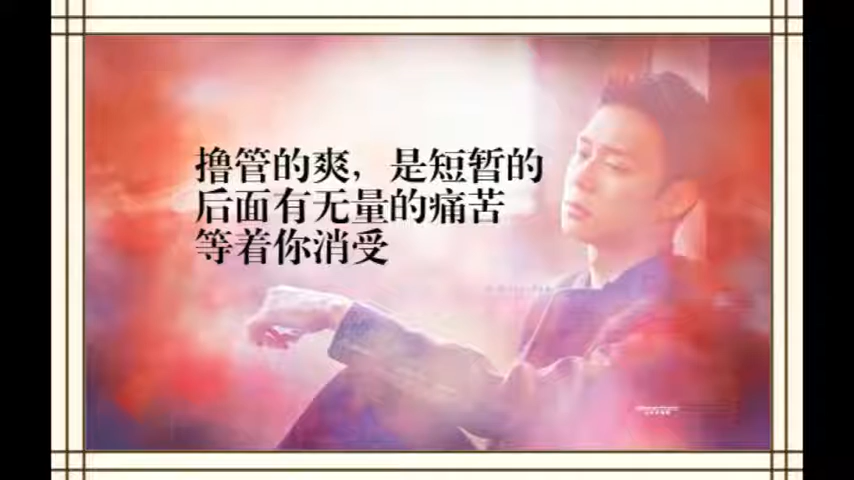 撸管的爽，是短暂的
后面有无量的痛苦
等着你消受